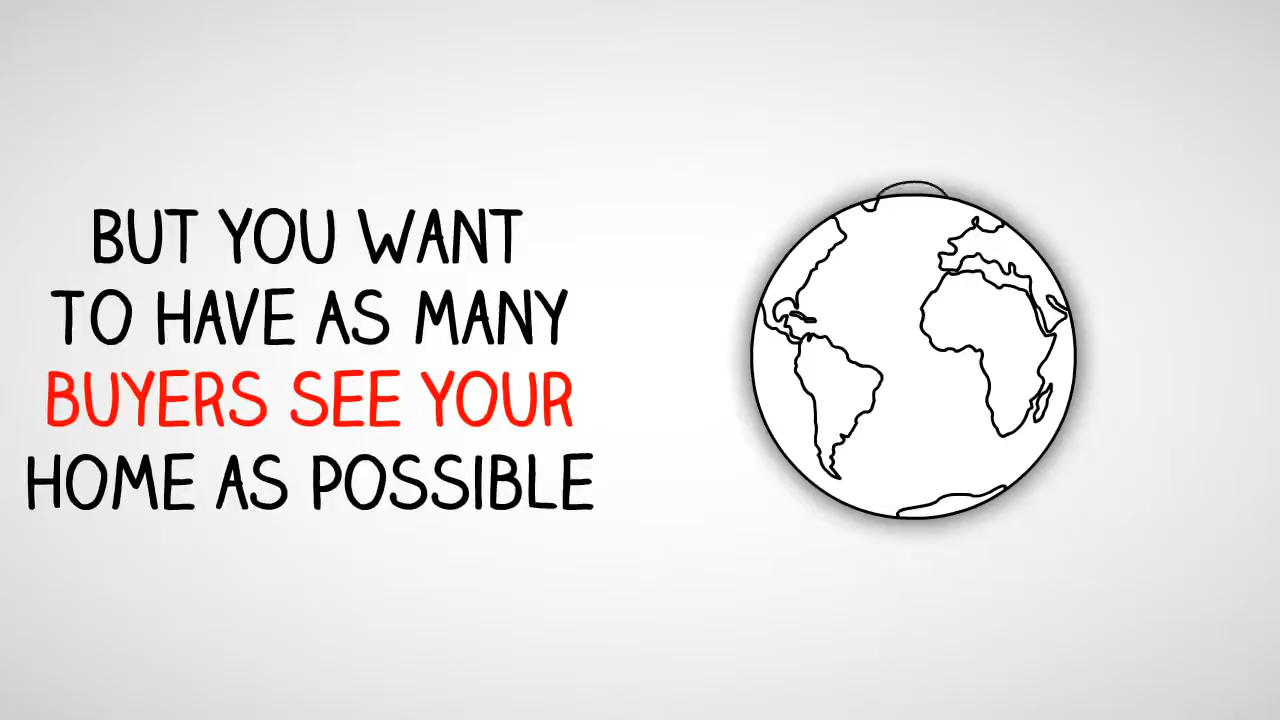 BUT YOU WANT
TO HAVE AS MANY
BUYERS SEE YOUR
HOME AS POSSIBLE